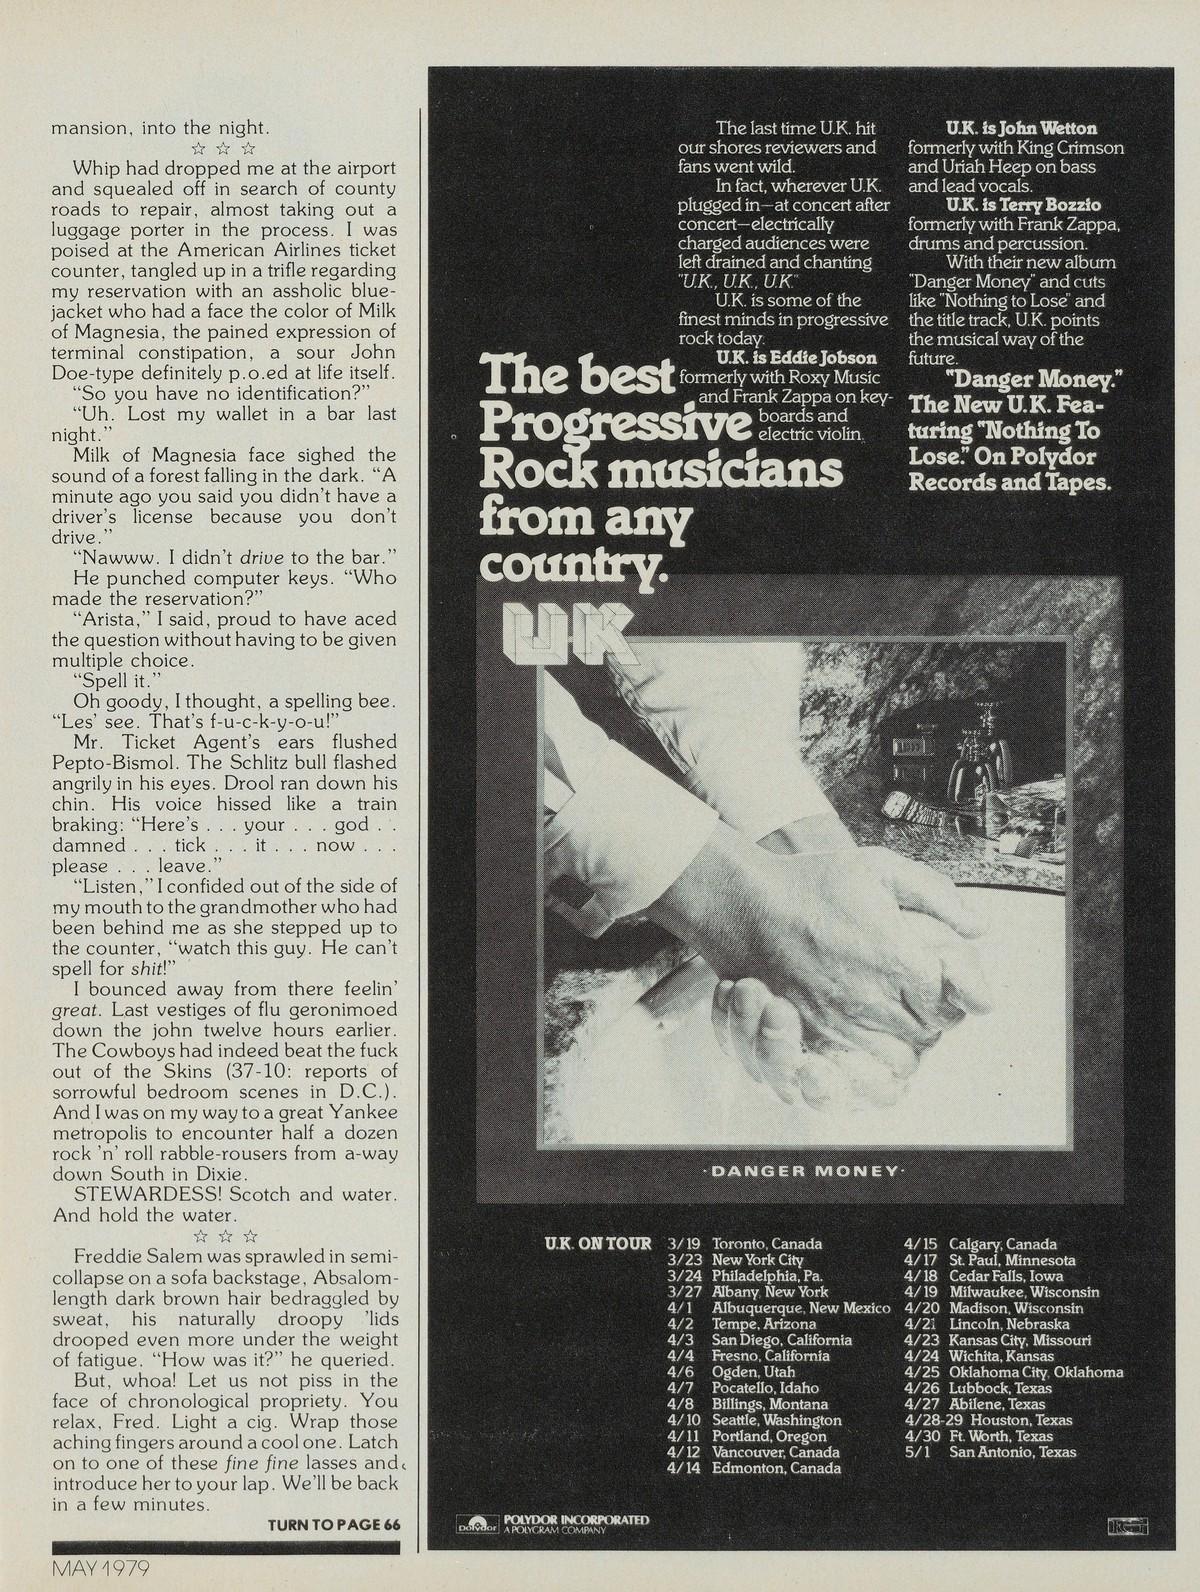 mansion, into the night.
☆ ☆ ☆
Whip had dropped me at the airport
and squealed off in search of county
roads to repair, almost taking out a
luggage porter in the process. I was
poised at the American Airlines ticket
counter, tangled up in a trifle regarding
my reservation with an assholic blue-
jacket who had a face the color of Milk
of Magnesia, the pained expression of
terminal constipation, a sour John
Doe-type definitely p.o.ed at life itself.
“So you have no identification?”
“Uh. Lost my wallet in a bar last
night.”
Milk of Magnesia face sighed the
sound of a forest falling in the dark. “A
minute ago you said you didn’t have a
driver’s license because you don’t
drive.”
“Nawww. I didn’t drive to the bar.”
He punched computer keys. “Who
made the reservation?”
“Arista,” I said, proud to have aced
the question without having to be given
multiple choice.
“Spell it.”
Oh goody, I thought, a spelling bee.
“Les’ see. That’s f-u-c-k-y-o-u!”
Mr. Ticket Agent’s ears flushed
Pepto-Bismol. The Schlitz bull flashed
angrily in his eyes. Drool ran down his
chin. His voice hissed like a train
braking: “Here’s . . . your . . . god . .
damned . . . tick . . . it . . . now . . .
please . . . leave.”
“Listen,” I confided out of the side of
my mouth to the grandmother who had
been behind me as she stepped up to
the counter, “watch this guy. He can’t
spell for shit!”
I bounced away from there feelin’
great. Last vestiges of flu geronimoed
down the john twelve hours earlier.
The Cowboys had indeed beat the fuck
out of the Skins (37-10: reports of
sorrowful bedroom scenes in D.C.).
And I was on my way to a great Yankee
metropolis to encounter half a dozen
rock ’n’ roll rabble-rousers from a-way
down South in Dixie.
STEWARDESS! Scotch and water.
And hold the water.
☆ ☆ ☆
Freddie Salem was sprawled in semi-
collapse on a sofa backstage, Absalom-
length dark brown hair bedraggled by
sweat, his naturally droopy ’lids
drooped even more under the weight
of fatigue. “How was it?” he queried.
But, whoa! Let us not piss in the
face of chronological propriety. You
relax, Fred. Light a cig. Wrap those
aching fingers around a cool one. Latch
on to one of these fine fine lasses and
introduce her to your lap. We’ll be back
in a few minutes.
TURN TO PAGE 66
MAY 1979
The best
Progressive
Rock musicians
from any
country.
The last time U.K. hit
our shores reviewers and
fans went wild.
In fact, wherever U.K.
plugged in—at concert after
concert—electrically
charged audiences were
left drained and chanting
"U.K., U.K., U.K."
U.K. is some of the
finest minds in progressive
rock today.
U.K. is Eddie Jobson
formerly with Roxy Music
and Frank Zappa on key-
boards and
electric violin.
U.K. is John Wetton
formerly with King Crimson
and Uriah Heep on bass
and lead vocals.
U.K. is Terry Bozzio
formerly with Frank Zappa,
drums and percussion.
With their new album
"Danger Money" and cuts
like "Nothing to Lose" and
the title track, U.K. points
the musical way of the
future.
"Danger Money."
The New U.K. Fea-
turing "Nothing To
Lose." On Polydor
Records and Tapes.
UK
·DANGER MONEY·
U.K. ON TOUR
3/19 Toronto, Canada
3/23 New York City
3/24 Philadelphia, Pa.
3/27 Albany, New York
4/1 Albuquerque, New Mexico
4/2 Tempe, Arizona
4/3 San Diego, California
4/4 Fresno, California
4/6 Ogden, Utah
4/7 Pocatello, Idaho
4/8 Billings, Montana
4/10 Seattle, Washington
4/11 Portland, Oregon
4/12 Vancouver, Canada
4/14 Edmonton, Canada
4/15 Calgary, Canada
4/17 St. Paul, Minnesota
4/18 Cedar Falls, Iowa
4/19 Milwaukee, Wisconsin
4/20 Madison, Wisconsin
4/21 Lincoln, Nebraska
4/23 Kansas City, Missouri
4/24 Wichita, Kansas
4/25 Oklahoma City, Oklahoma
4/26 Lubbock, Texas
4/27 Abilene, Texas
4/28-29 Houston, Texas
4/30 Ft. Worth, Texas
5/1 San Antonio, Texas
Polydor
POLYDOR INCORPORATED
A POLYGRAM COMPANY